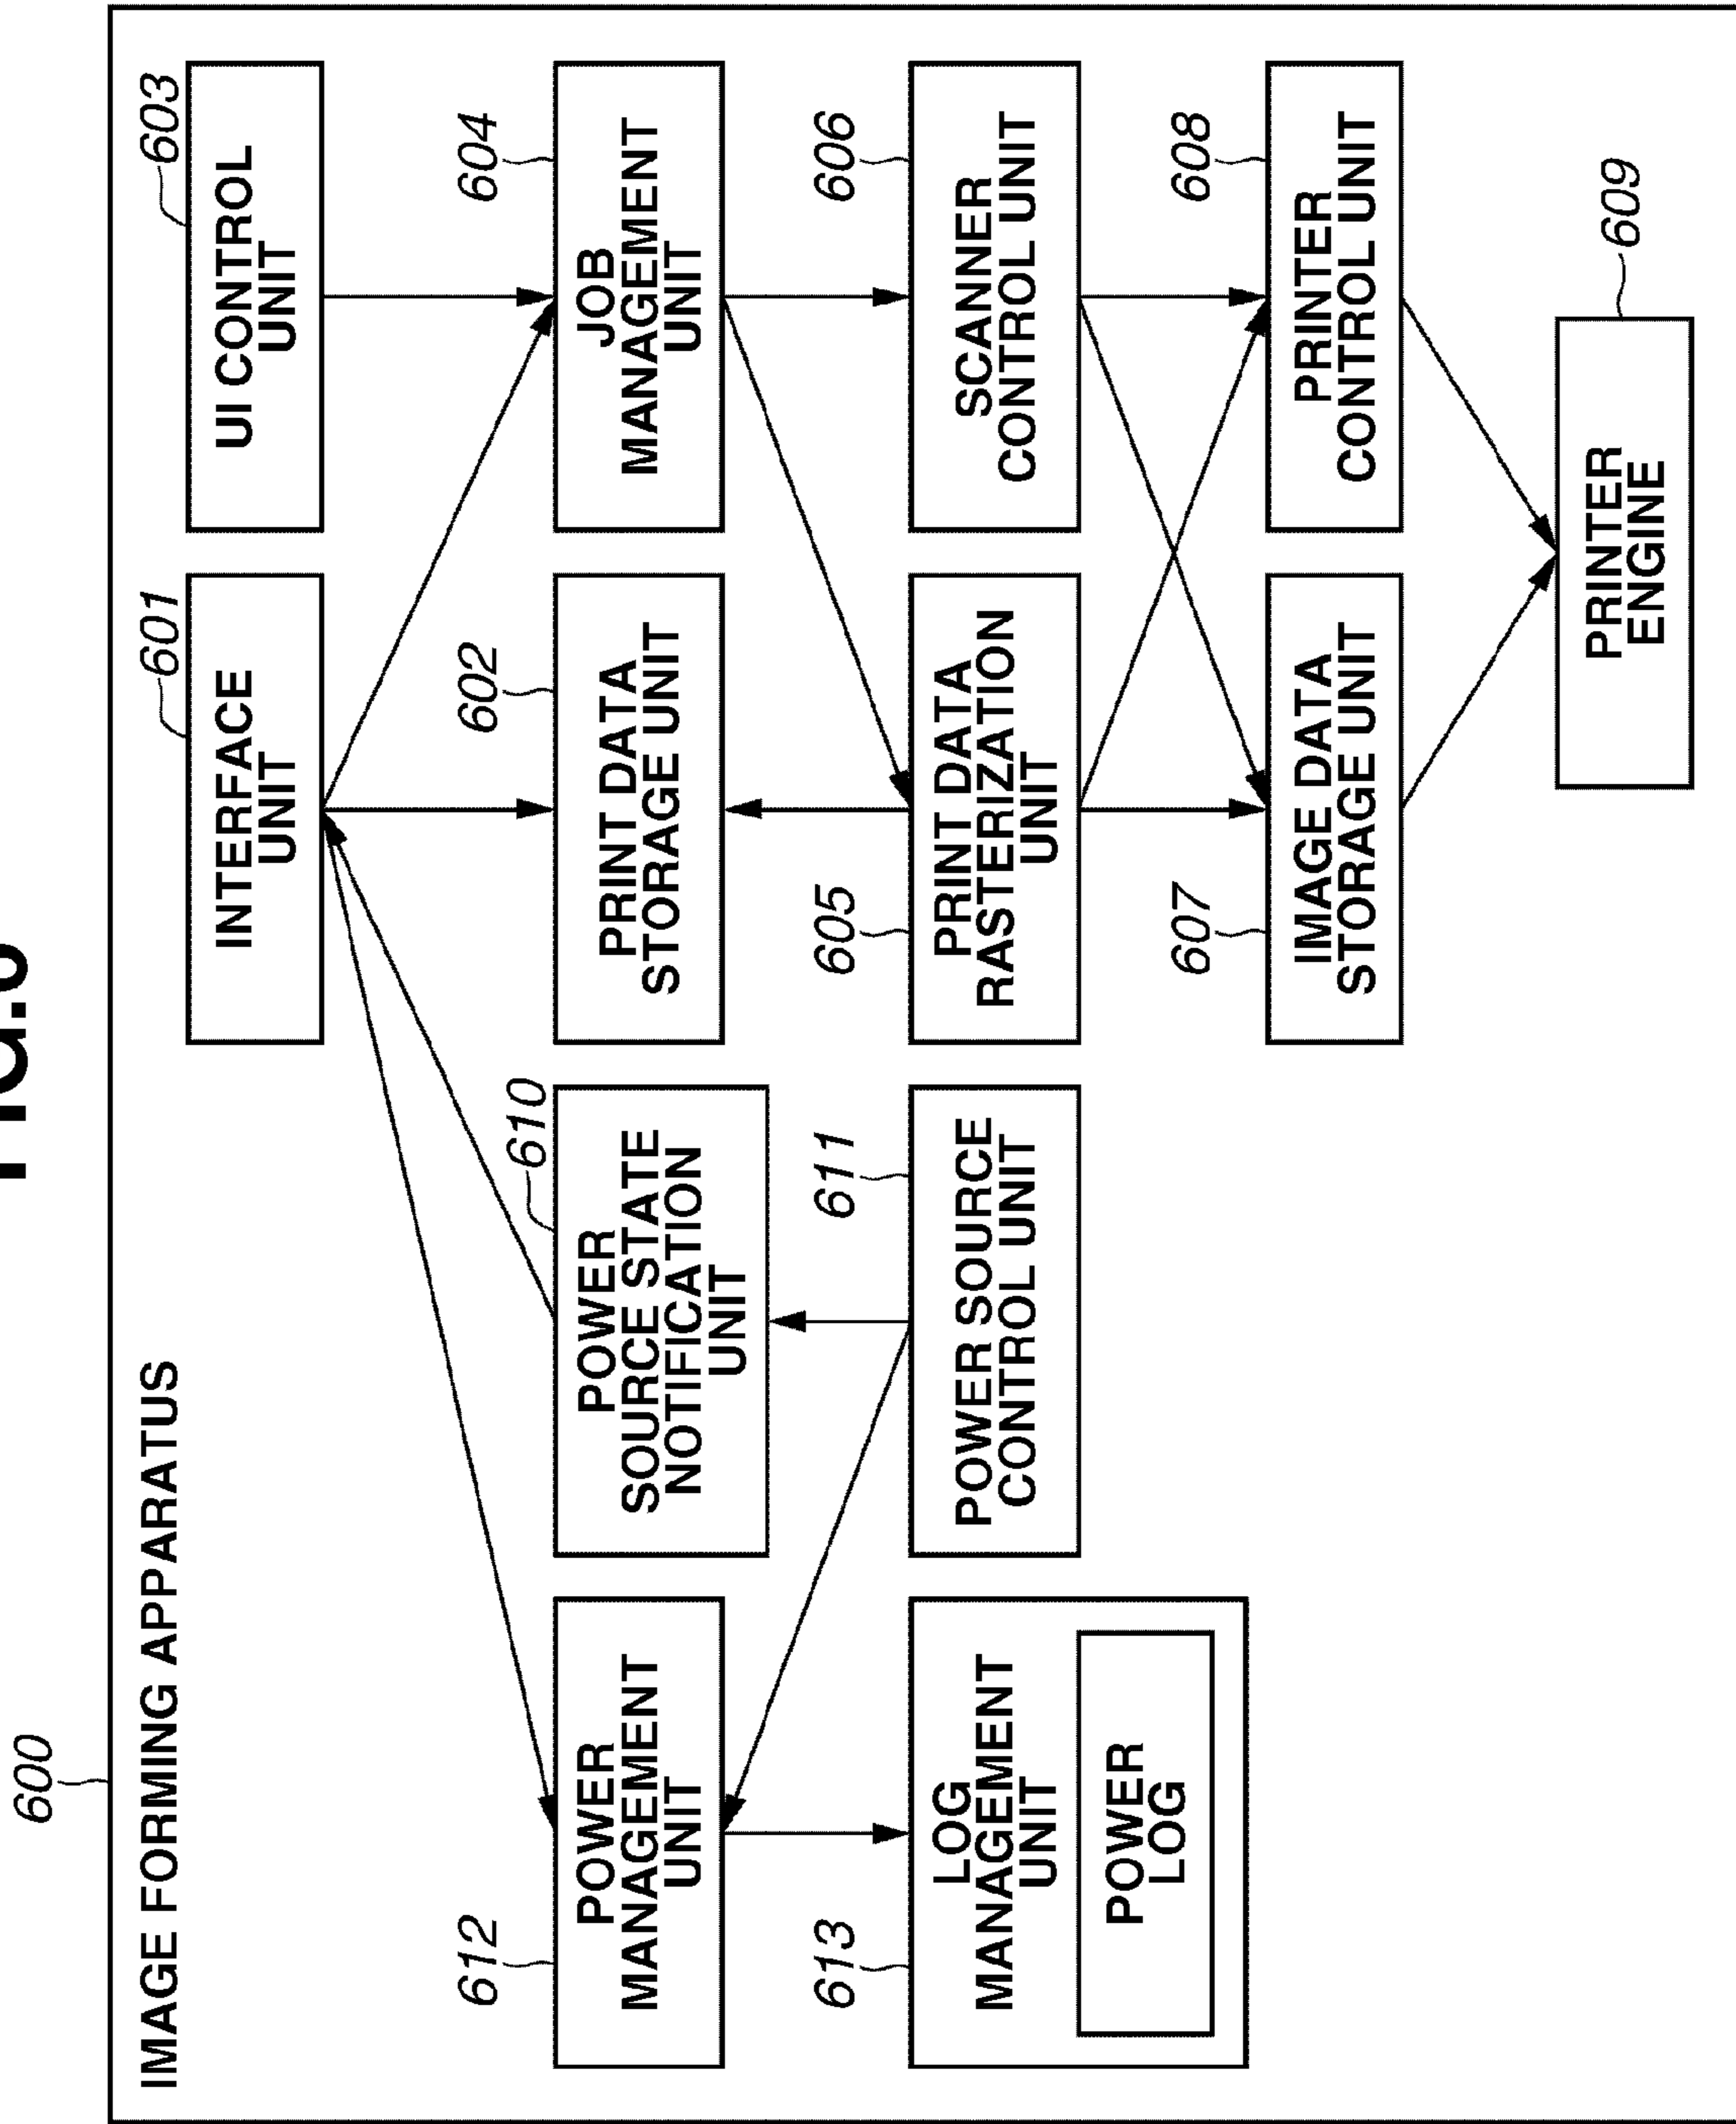 600
IMAGE FORMING APPARATUS
601
INTERFACE
UNIT
603
UI CONTROL
UNIT
612
POWER
MANAGEMENT
UNIT
610
POWER
SOURCE STATE
NOTIFICATION
UNIT
602
PRINT DATA
STORAGE UNIT
604
JOB
MANAGEMENT
UNIT
613
LOG
MANAGEMENT
UNIT
POWER
LOG
611
POWER SOURCE
CONTROL UNIT
605
PRINT DATA
RASTERIZATION
UNIT
606
SCANNER
CONTROL UNIT
607
IMAGE DATA
STORAGE UNIT
608
PRINTER
CONTROL UNIT
609
PRINTER
ENGINE